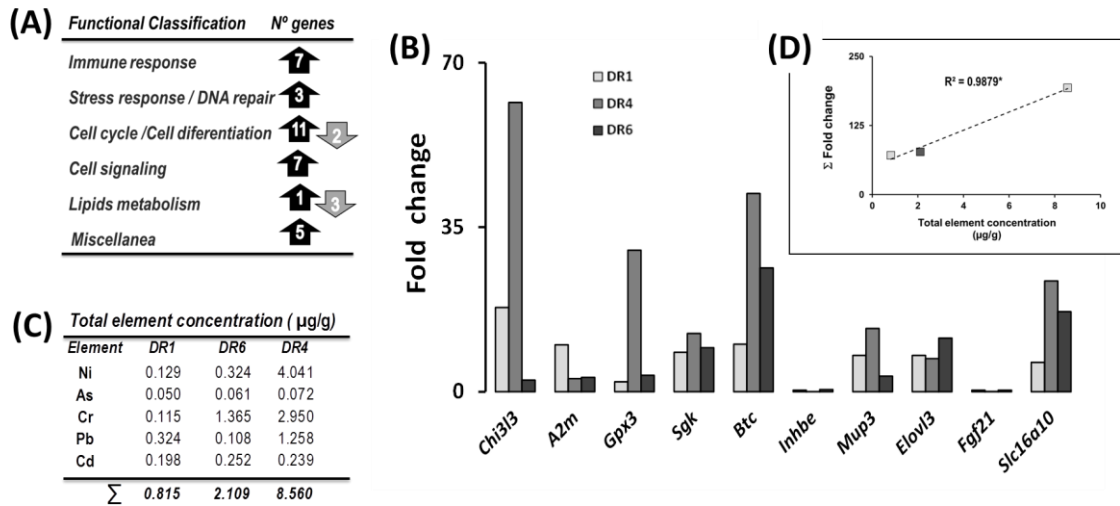 (A)
Functional Classification Nº genes
Immune response 7
Stress response / DNA repair 3
Cell cycle /Cell diferentiation 11 2
Cell signaling 7
Lipids metabolism 1 3
Miscellanea 5
(B)
Fold change
70
35
0
DR1
DR4
DR6
Chi3l3 A2m Gpx3 Sgk Btc Inhbe Mup3 Elovl3 Fgf21 Slc16a10
(C)
Total element concentration ( µg/g)
Element DR1 DR6 DR4
Ni 0.129 0.324 4.041
As 0.050 0.061 0.072
Cr 0.115 1.365 2.950
Pb 0.324 0.108 1.258
Cd 0.198 0.252 0.239
∑ 0.815 2.109 8.560
(D)
Σ Fold change
250
125
0
R² = 0.9879*
0 2 4 6 8 10
Total element concentration
(µg/g)